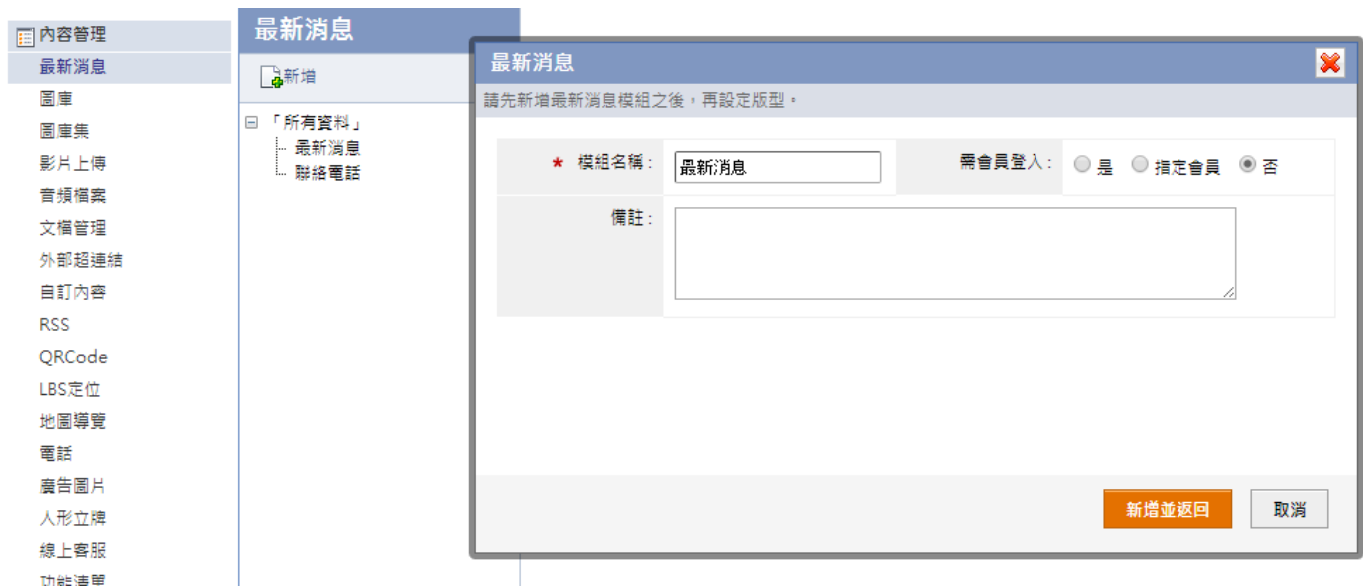 內容管理
最新消息
圖庫
圖庫集
影片上傳
音頻檔案
文檔管理
外部超連結
自訂內容
RSS
QRCode
LBS定位
地圖導覽
電話
廣告圖片
人形立牌
線上客服
功能清單
最新消息
新增
「所有資料」
最新消息
聯絡電話
最新消息
請先新增最新消息模組之後，再設定版型。
* 模組名稱： 最新消息 需會員登入： 是 指定會員 否
備註：
新增並返回 取消